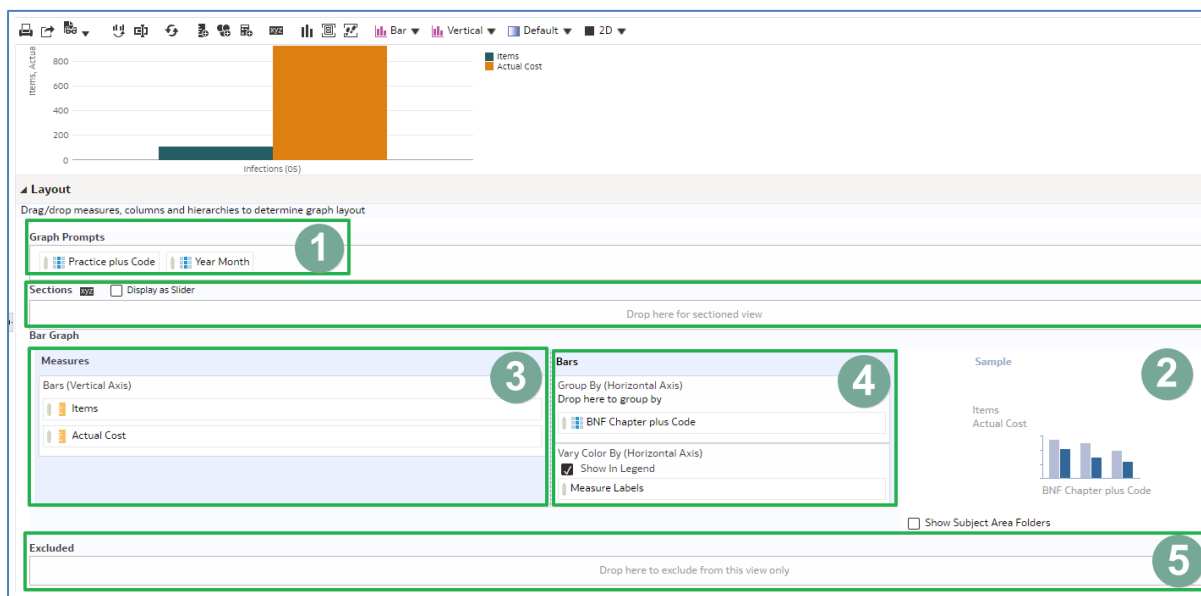 xyz Bar Vertical Default 2D
Items, Actua
800
600
400
200
0
Infections (05)
Items
Actual Cost
Layout
Drag/drop measures, columns and hierarchies to determine graph layout
Graph Prompts
1
Practice plus Code Year Month
Sections xyz Display as Slider
Drop here for sectioned view
Bar Graph
Measures
3
Bars (Vertical Axis)
Items
Actual Cost
Bars
4
Group By (Horizontal Axis)
Drop here to group by
BNF Chapter plus Code
Vary Color By (Horizontal Axis)
Show In Legend
Measure Labels
Sample
2
Items
Actual Cost
BNF Chapter plus Code
Show Subject Area Folders
Excluded
5
Drop here to exclude from this view only